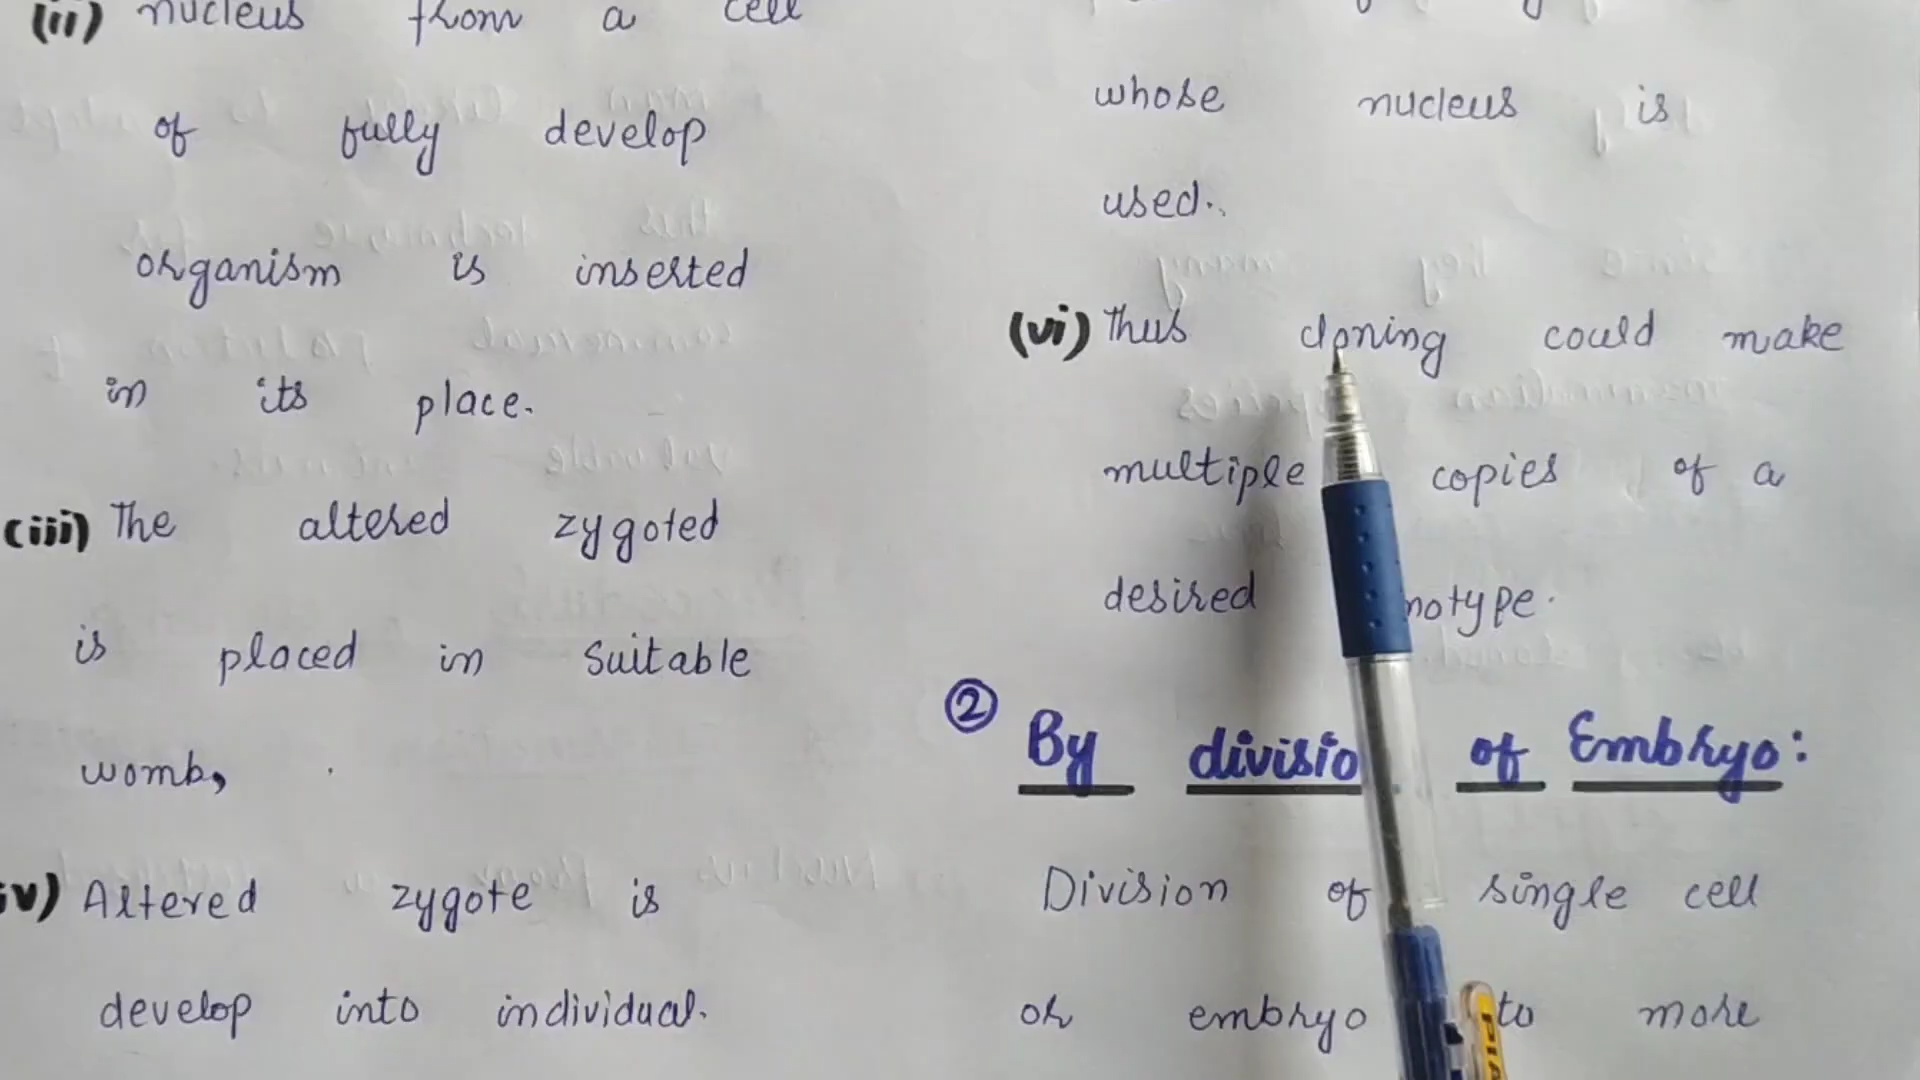 (ii) nucleus from a cell
of fully develop
organism is inserted
in its place.
(iii) The altered zygoted
is placed in suitable
womb,
iv) Altered zygote is
develop into individual.
whose nucleus is
used.
(vi) Thus cloning could make
multiple copies of a
desired notype.
② By divisio of Embryo:
Division of single cell
or embryo to more